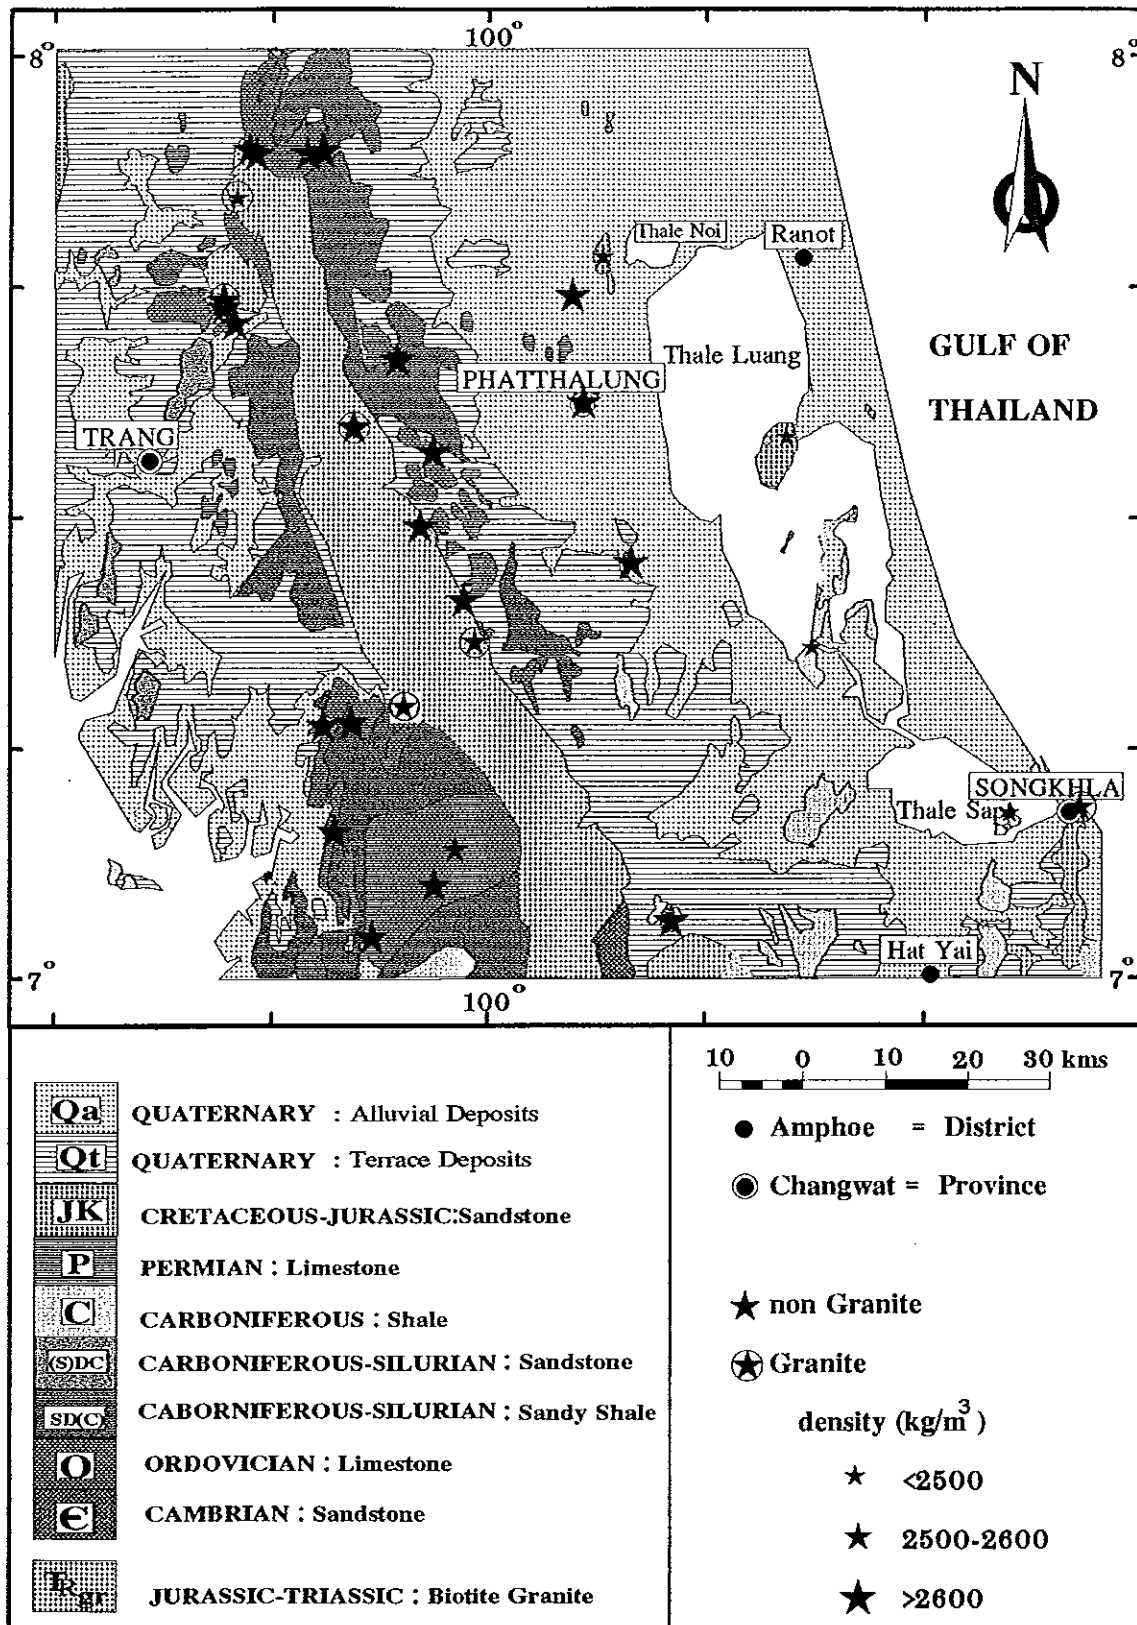 100°
8°
8°
N
Thale Noi
Ranot
GULF OF
THAILAND
Thale Luang
PHATTHALUNG
TRANG
SONGKHLA
Thale Sap
Hat Yai
7°
7°
100°
10 0 10 20 30 kms
Qa QUATERNARY : Alluvial Deposits
Qt QUATERNARY : Terrace Deposits
JK CRETACEOUS-JURASSIC:Sandstone
P PERMIAN : Limestone
C CARBONIFEROUS : Shale
(S)DC CARBONIFEROUS-SILURIAN : Sandstone
SD(C) CABORNIFEROUS-SILURIAN : Sandy Shale
O ORDOVICIAN : Limestone
Є CAMBRIAN : Sandstone
TRgr JURASSIC-TRIASSIC : Biotite Granite
Amphoe = District
Changwat = Province
non Granite
Granite
density (kg/m³)
<2500
2500-2600
>2600